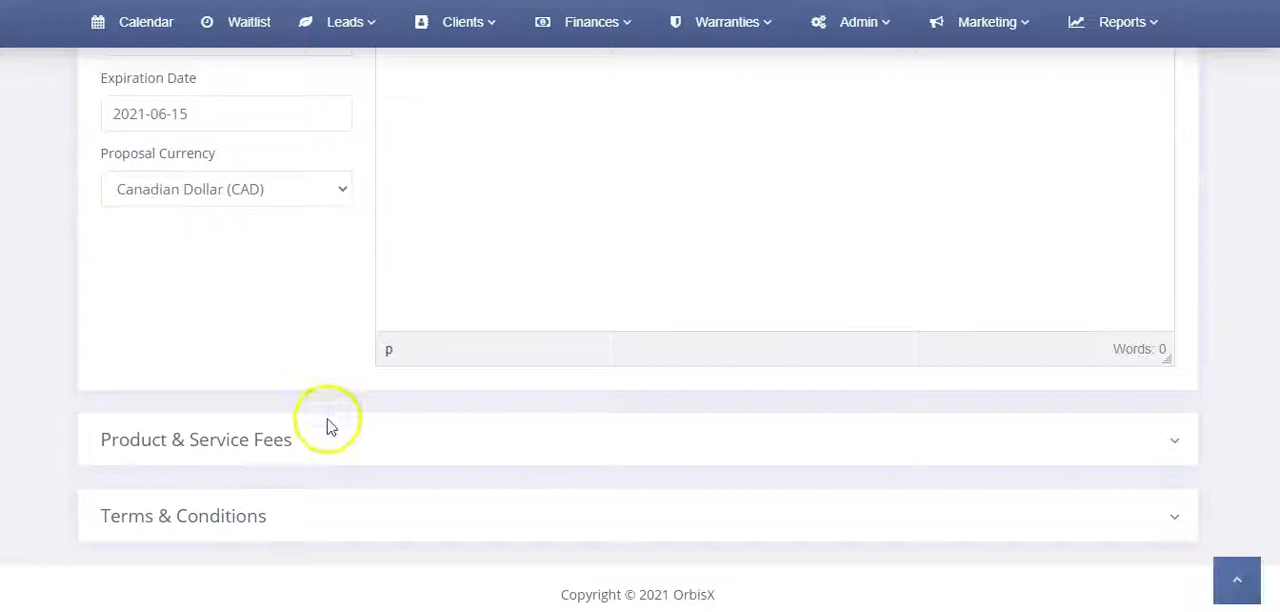 Calendar Waitlist Leads Clients Finances Warranties Admin Marketing Reports
Expiration Date
2021-06-15
Proposal Currency
Canadian Dollar (CAD)
p Words: 0
Product & Service Fees
Terms & Conditions
Copyright © 2021 OrbisX